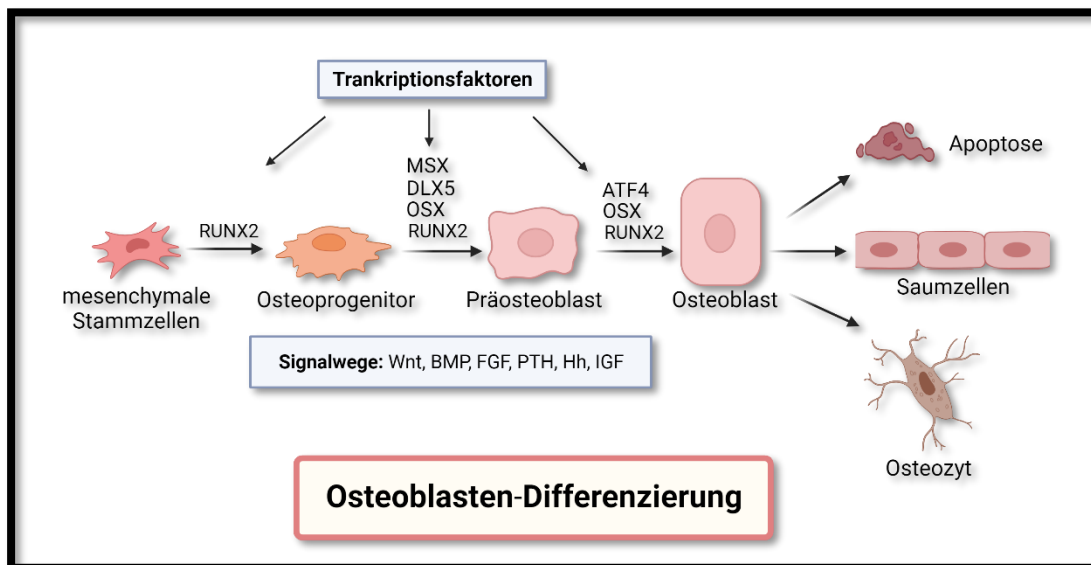 Trankriptionsfaktoren
MSX
DLX5
OSX
RUNX2
ATF4
OSX
RUNX2
RUNX2
Apoptose
mesenchymale
Stammzellen
Osteoprogenitor
Präosteoblast
Osteoblast
Saumzellen
Signalwege: Wnt, BMP, FGF, PTH, Hh, IGF
Osteozyt
Osteoblasten-Differenzierung